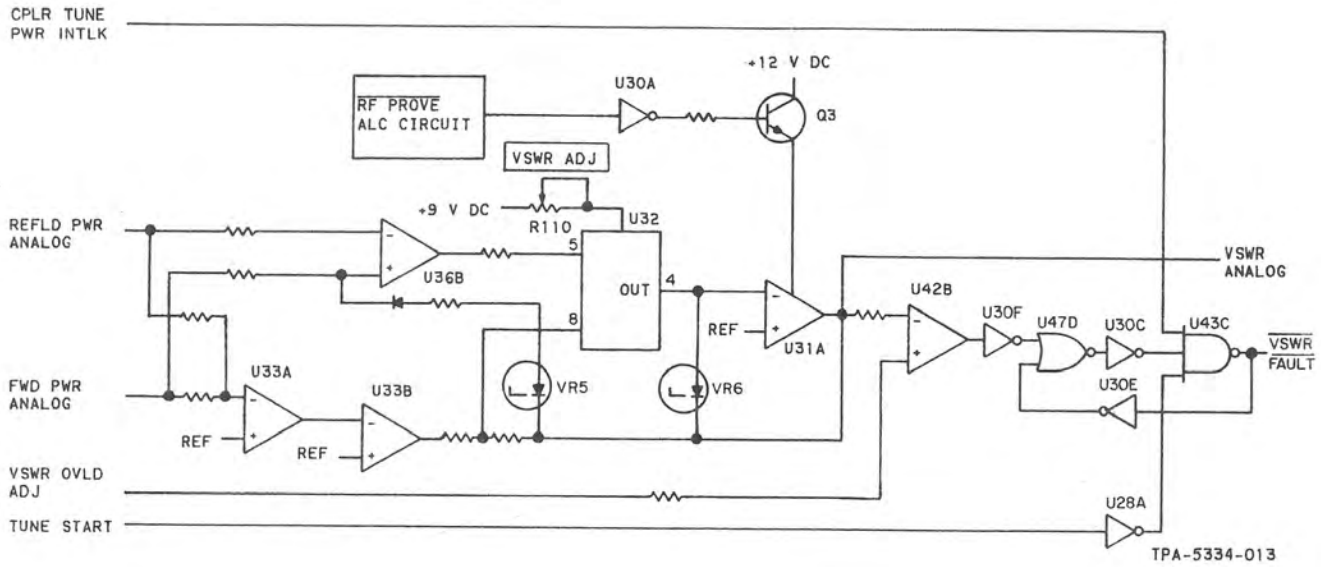 CPLR TUNE
PWR INTLK
+12 V DC
U30A
RF PROVE
ALC CIRCUIT
Q3
VSWR ADJ
+9 V DC
R110
U32
REFLD PWR
ANALOG
5
U36B
OUT
4
8
VSWR
ANALOG
U42B
U30F
U47D
U30C
U43C
REF
U31A
VSWR
FAULT
U30E
FWD PWR
ANALOG
U33A
U33B
VR5
VR6
REF
REF
VSWR OVLD
ADJ
U28A
TUNE START
TPA-5334-013